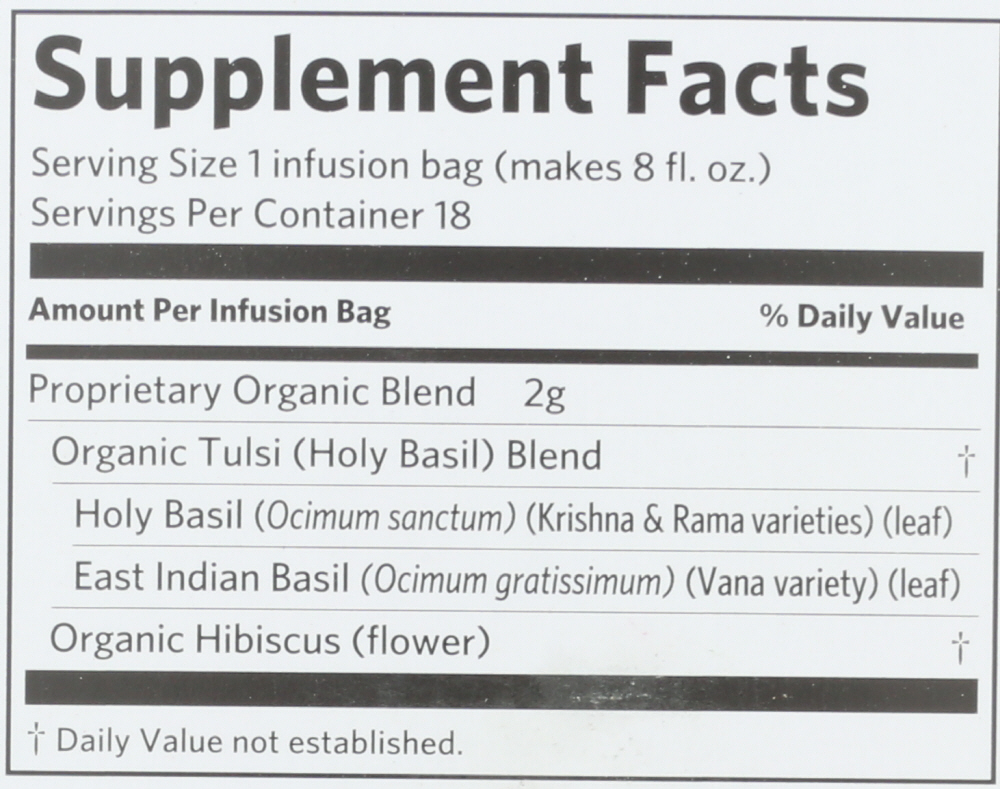 Supplement Facts
Serving Size 1 infusion bag (makes 8 fl. oz.)
Servings Per Container 18
Amount Per Infusion Bag % Daily Value
Proprietary Organic Blend 2g
Organic Tulsi (Holy Basil) Blend †
Holy Basil (Ocimum sanctum) (Krishna & Rama varieties) (leaf)
East Indian Basil (Ocimum gratissimum) (Vana variety) (leaf)
Organic Hibiscus (flower) †
† Daily Value not established.